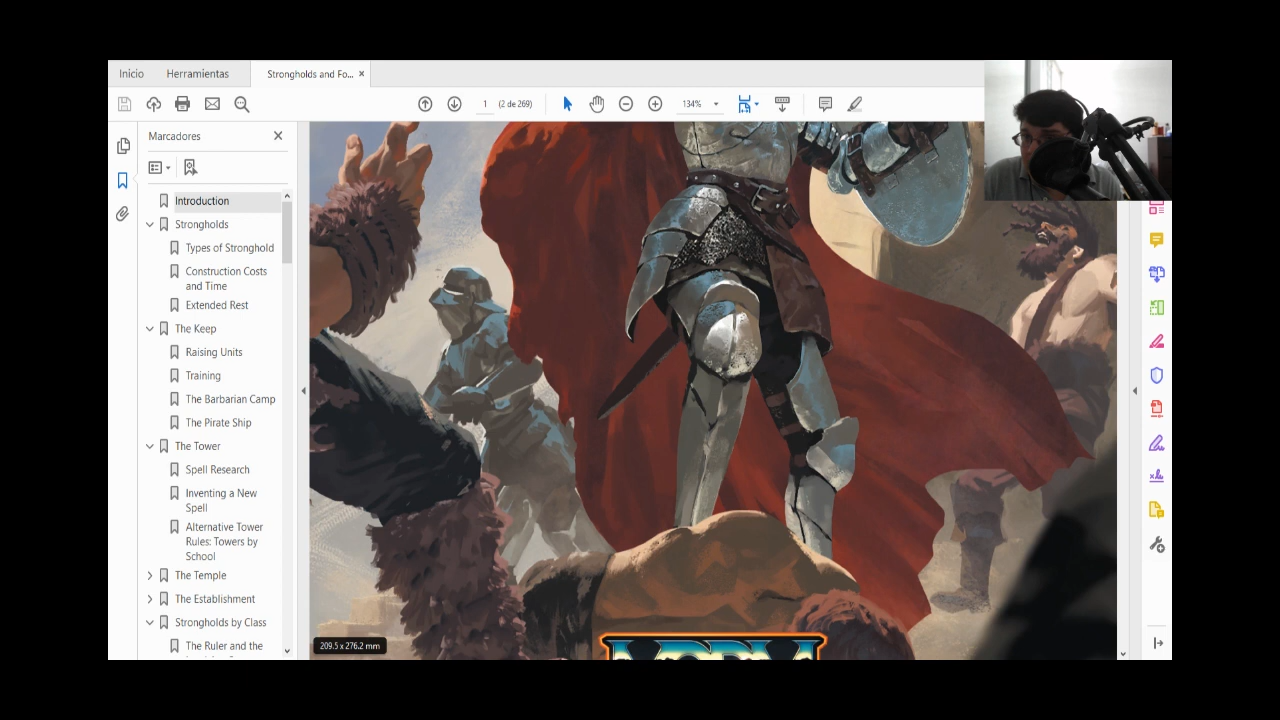 Inicio
Herramientas
Strongholds and Fo...
1
(2 de 269)
134%
Marcadores
Introduction
Strongholds
Types of Stronghold
Construction Costs
and Time
Extended Rest
The Keep
Raising Units
Training
The Barbarian Camp
The Pirate Ship
The Tower
Spell Research
Inventing a New
Spell
Alternative Tower
Rules: Towers by
School
The Temple
The Establishment
Strongholds by Class
The Ruler and the
209.5 x 276.2 mm